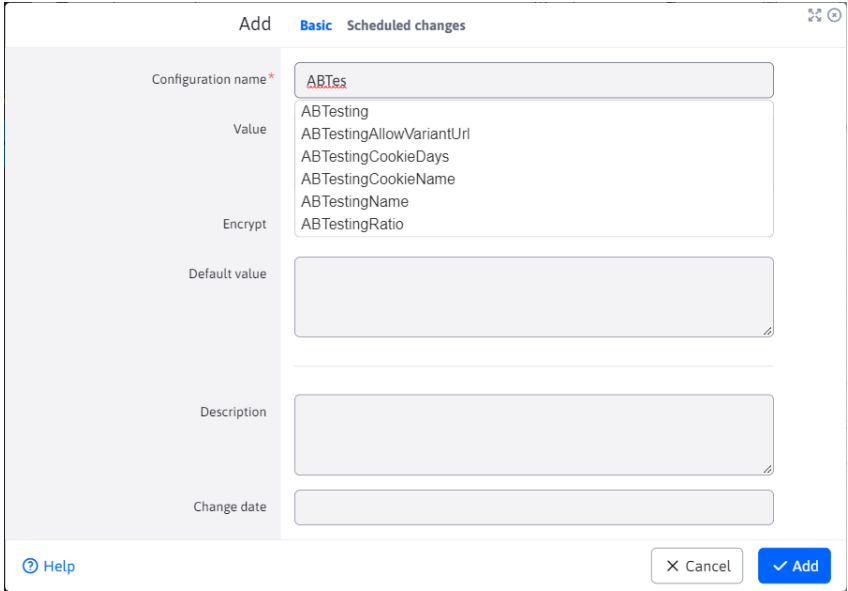 Add Basic Scheduled changes
Configuration name* ABTes
ABTesting
Value
ABTestingAllowVariantUrl
ABTestingCookieDays
ABTestingCookieName
ABTestingName
Encrypt
ABTestingRatio
Default value
Description
Change date
Help
Cancel
Add